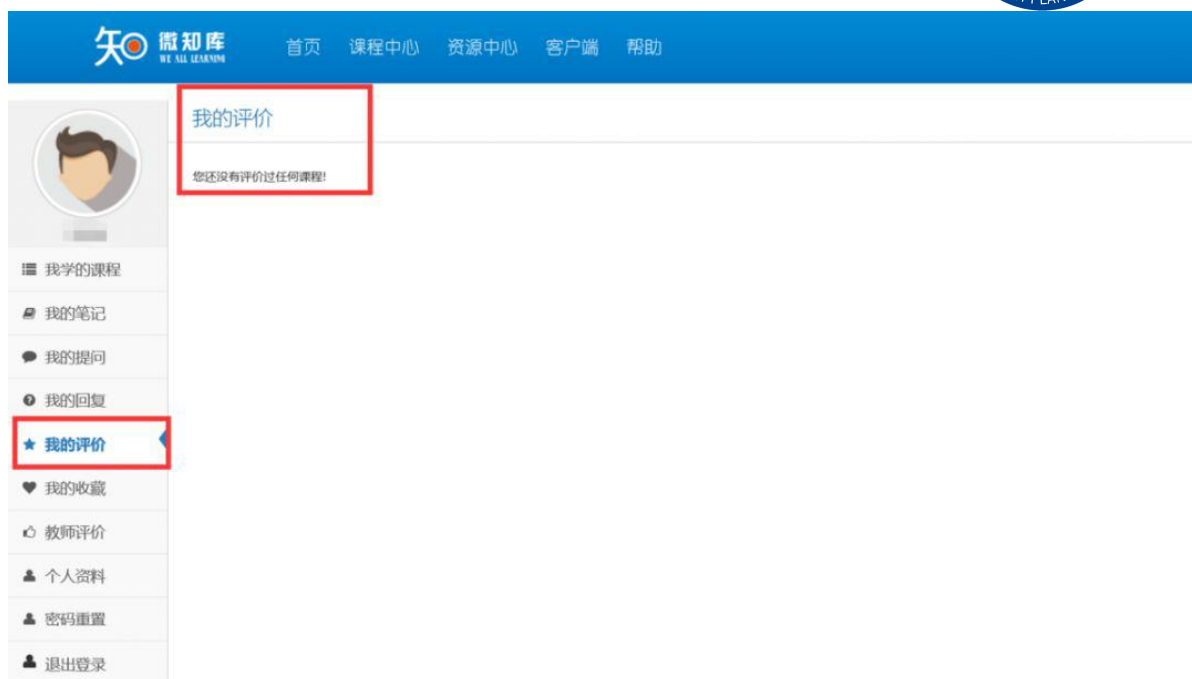 知 微知库 首页 课程中心 资源中心 客户端 帮助
WE ALL LEARNING
我的评价
您还没有评价过任何课程!
我学的课程
我的笔记
我的提问
我的回复
我的评价
我的收藏
教师评价
个人资料
密码重置
退出登录